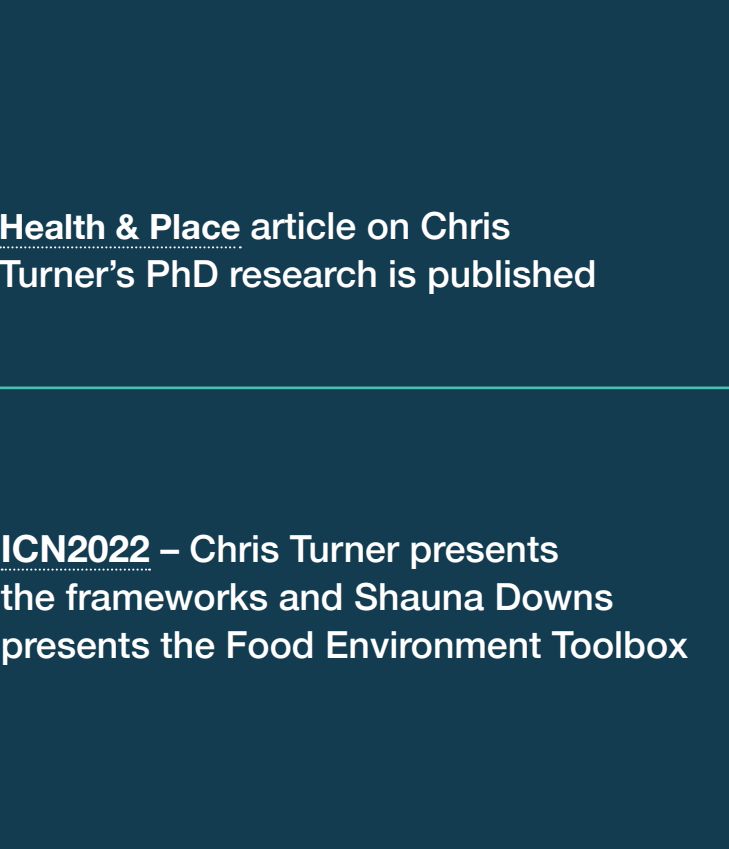 Health & Place article on Chris
Turner’s PhD research is published
ICN2022 – Chris Turner presents
the frameworks and Shauna Downs
presents the Food Environment Toolbox